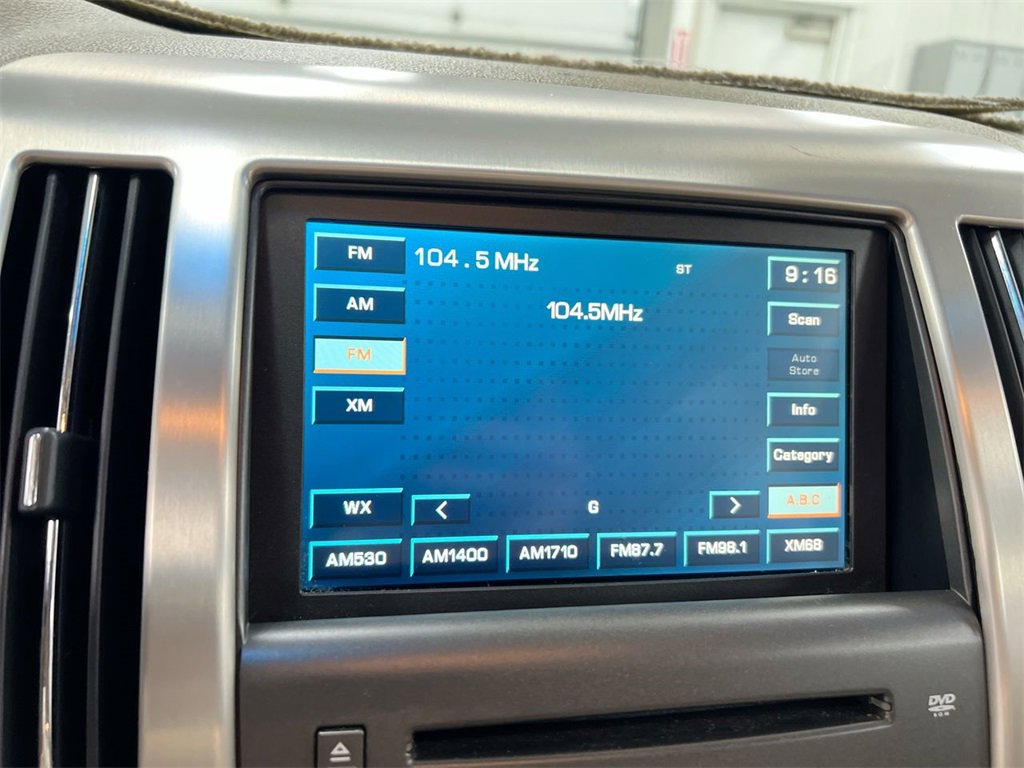 FM
104.5 MHz
ST
9:16
AM
104.5MHz
Scan
FM
Auto
Store
XM
Info
Category
WX
<
G
>
A.B.C
AM530
AM1400
AM1710
FM87.7
FM98.1
XM68
DVD
ROM